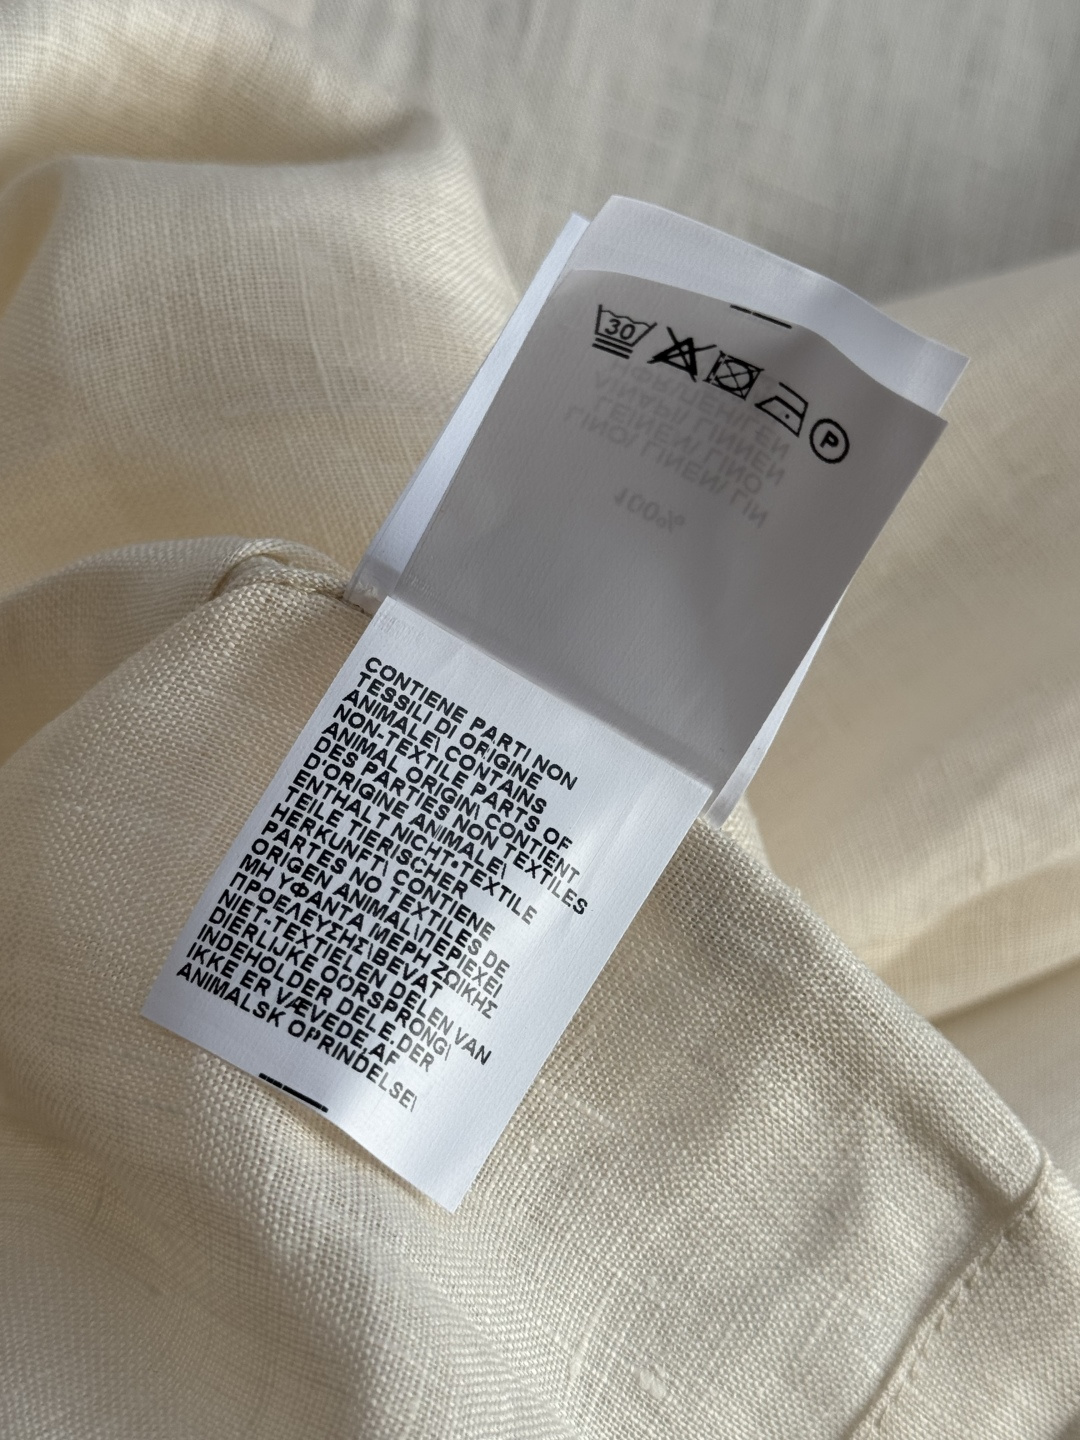 30
P
VINAPU LINNEN
LEINEN\ LINO
LINO\ LINEN\ LIN
100%
CONTIENE PARTI NON
TESSILI DI ORIGINE
ANIMALE\ CONTAINS
NON-TEXTILE PARTS OF
ANIMAL ORIGIN\ CONTIENT
DES PARTIES NON TEXTILES
D'ORIGINE ANIMALE\
ENTHALT NICHT-TEXTILE
TEILE TIERISCHER
HERKUNFT\ CONTIENE
PARTES NO TEXTILES DE
ORIGEN ANIMAL\ΠΕΡΙΕΧΕΙ
ΜΗ ΥΦΑΝΤΑ ΜΕΡΗ ΖΩΙΚΗΣ
ΠΡΟΕΛΕΥΣΗΣ\BEVAT
NIET-TEXTIELEN DELEN VAN
DIERLIJKE OORSPRONG\
INDEHOLDER DELE DER
IKKE ER VÆVEDE AF
ANIMALSK OPRINDELSE\